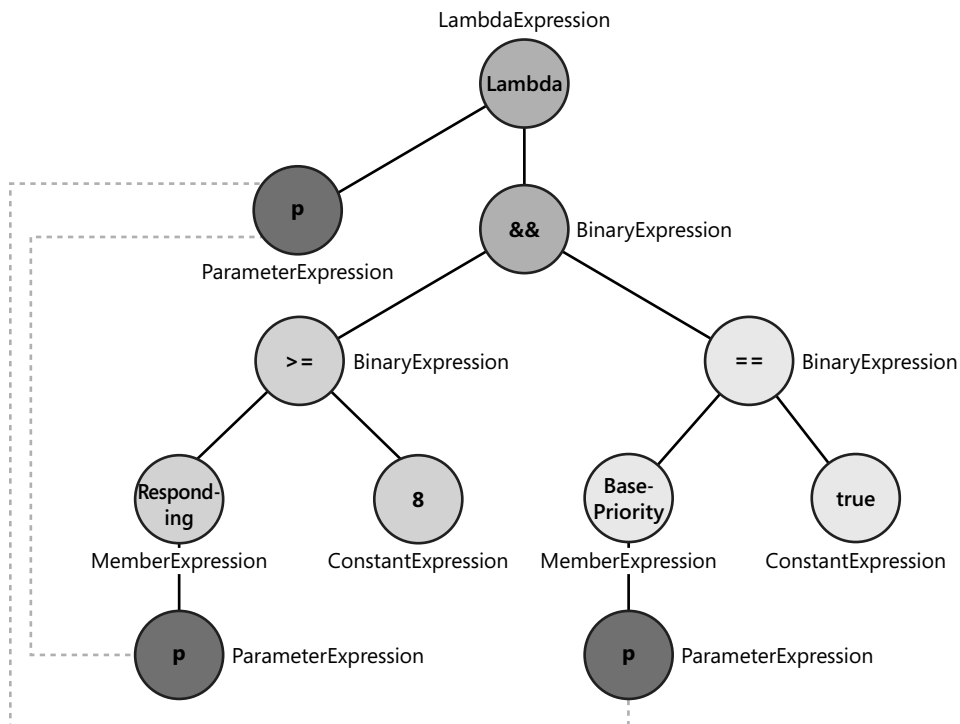 LambdaExpression
Lambda
p
ParameterExpression
&& BinaryExpression
>= BinaryExpression
== BinaryExpression
Respond-
ing
8
Base-
Priority
true
MemberExpression
ConstantExpression
MemberExpression
ConstantExpression
p ParameterExpression
p ParameterExpression